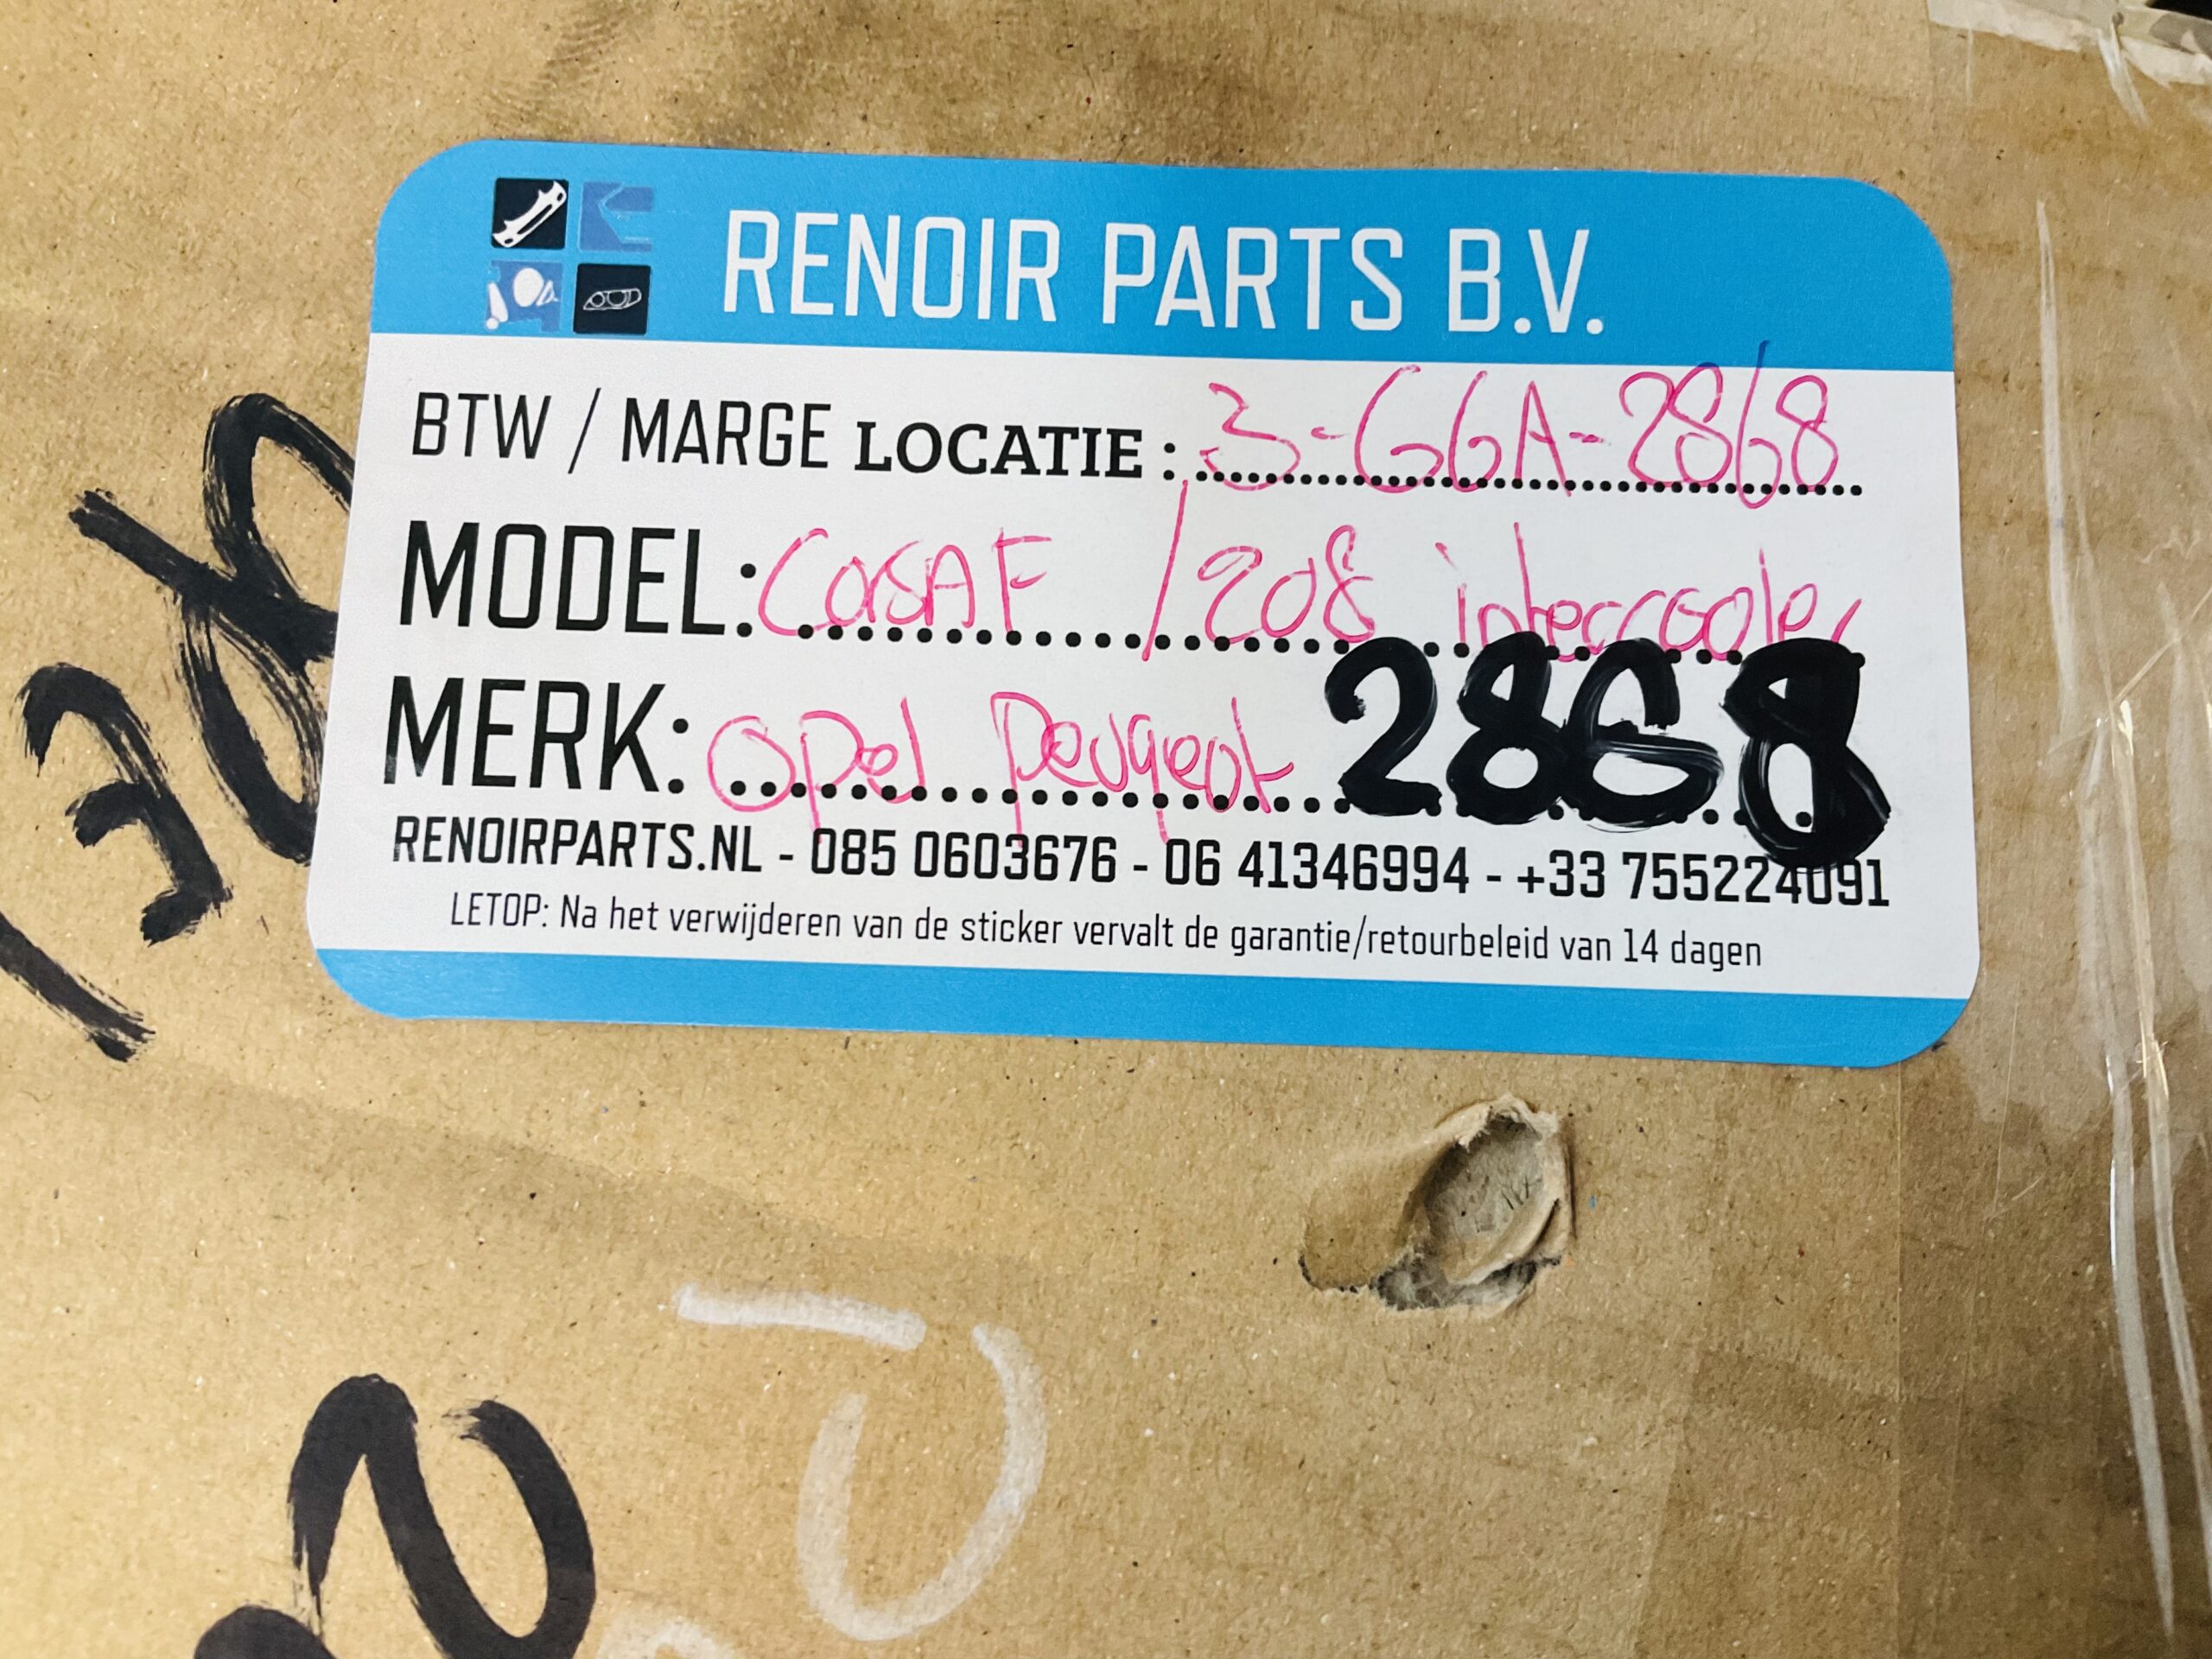 RENOIR PARTS B.V.
BTW / MARGE LOCATIE : 3-GGA-2868
MODEL: CorsA F / 208 intercooler
MERK: Opel Peugeot 2868
RENOIRPARTS.NL - 085 0603676 - 06 41346994 - +33 755224091
LETOP: Na het verwijderen van de sticker vervalt de garantie/retourbeleid van 14 dagen